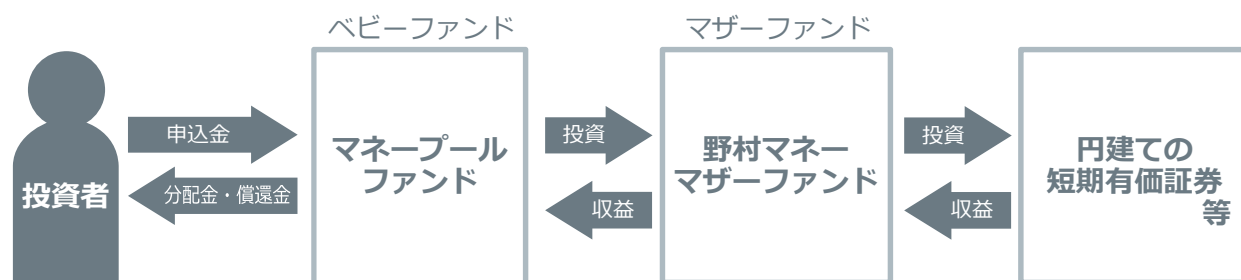 ベビーファンド
マザーファンド
投資者
申込金
分配金・償還金
マネープール
ファンド
投資
収益
野村マネー
マザーファンド
投資
収益
円建ての
短期有価証券
等